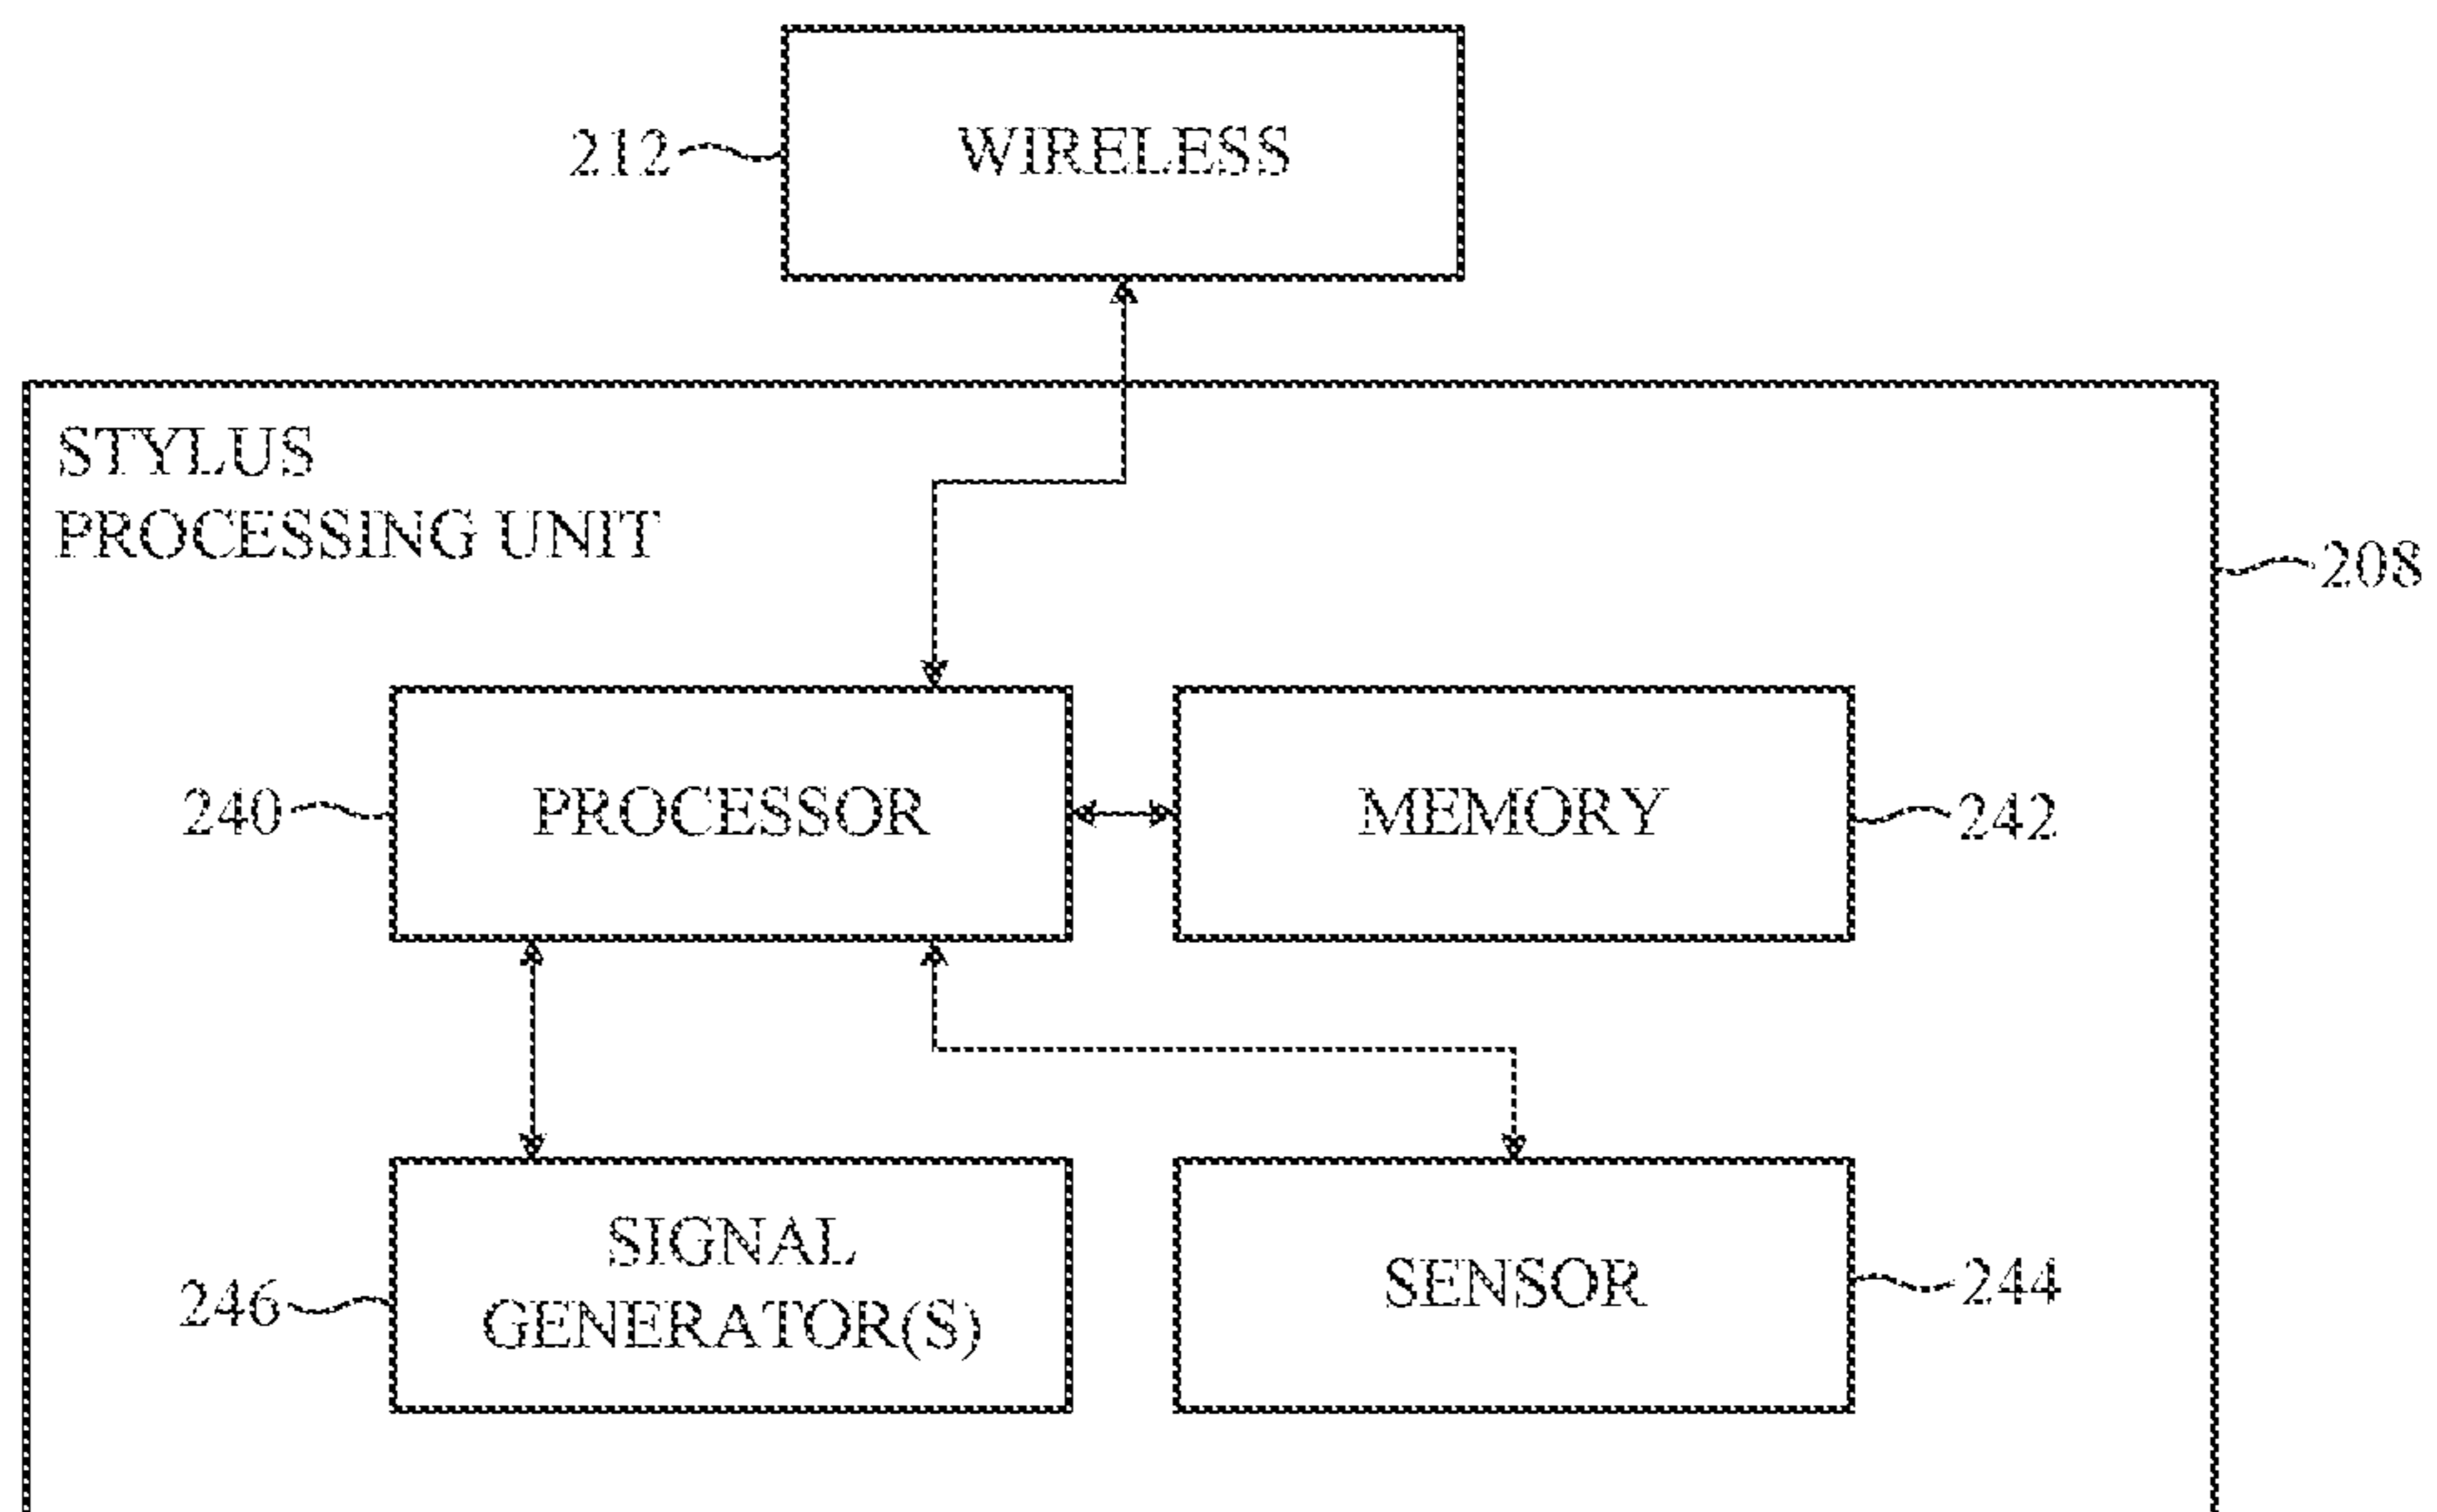 212
WIRELESS
STYLUS
PROCESSING UNIT
208
240
PROCESSOR
MEMORY
242
246
SIGNAL
GENERATOR(S)
SENSOR
244